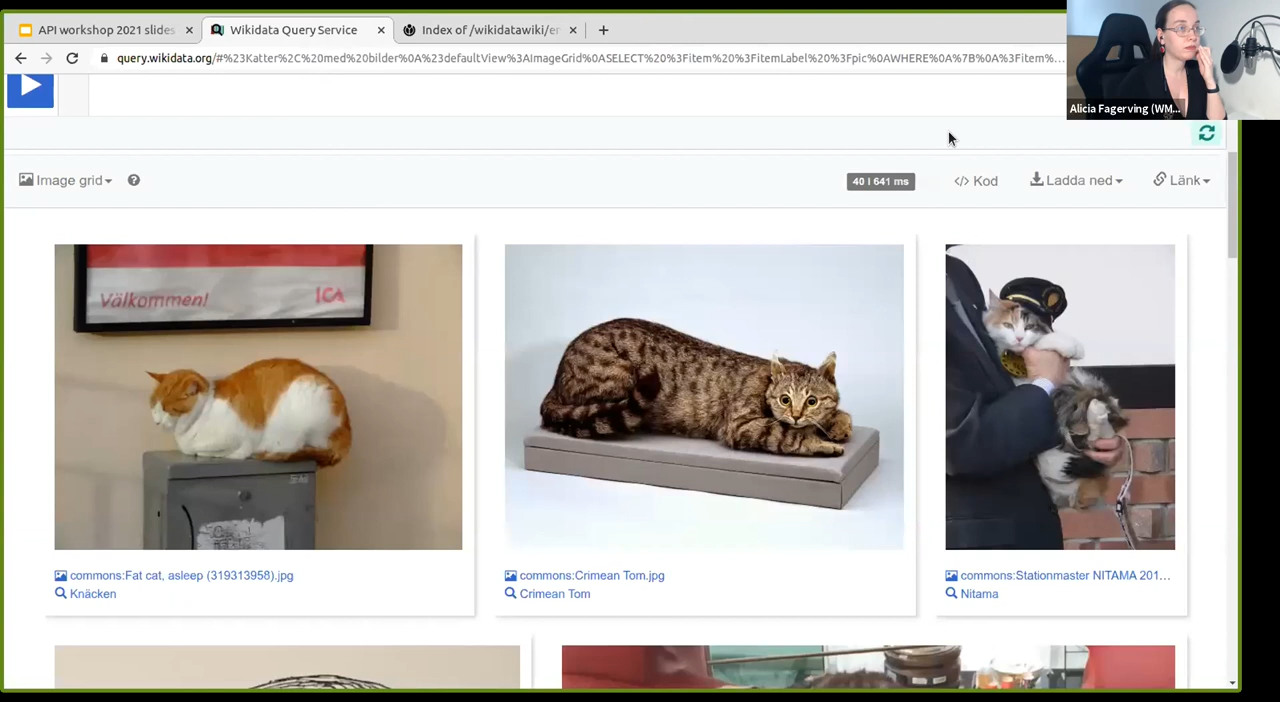 API workshop 2021 slides
Wikidata Query Service
Index of /wikidatawiki/er
query.wikidata.org/#%23Katter%2C%20med%20bilder%0A%23defaultView%3AImageGrid%0ASELECT%20%3Fitem%20%3FitemLabel%20%3Fpic%0AWHERE%0A%7B%0A%3Fitem%...
Alicia Fagerving (WM...
Image grid
40 i 641 ms
</> Kod
Ladda ned
Länk
Välkommen!
ICA
commons:Fat cat, asleep (319313958).jpg
Knäcken
commons:Crimean Tom.jpg
Crimean Tom
commons:Stationmaster NITAMA 201...
Nitama